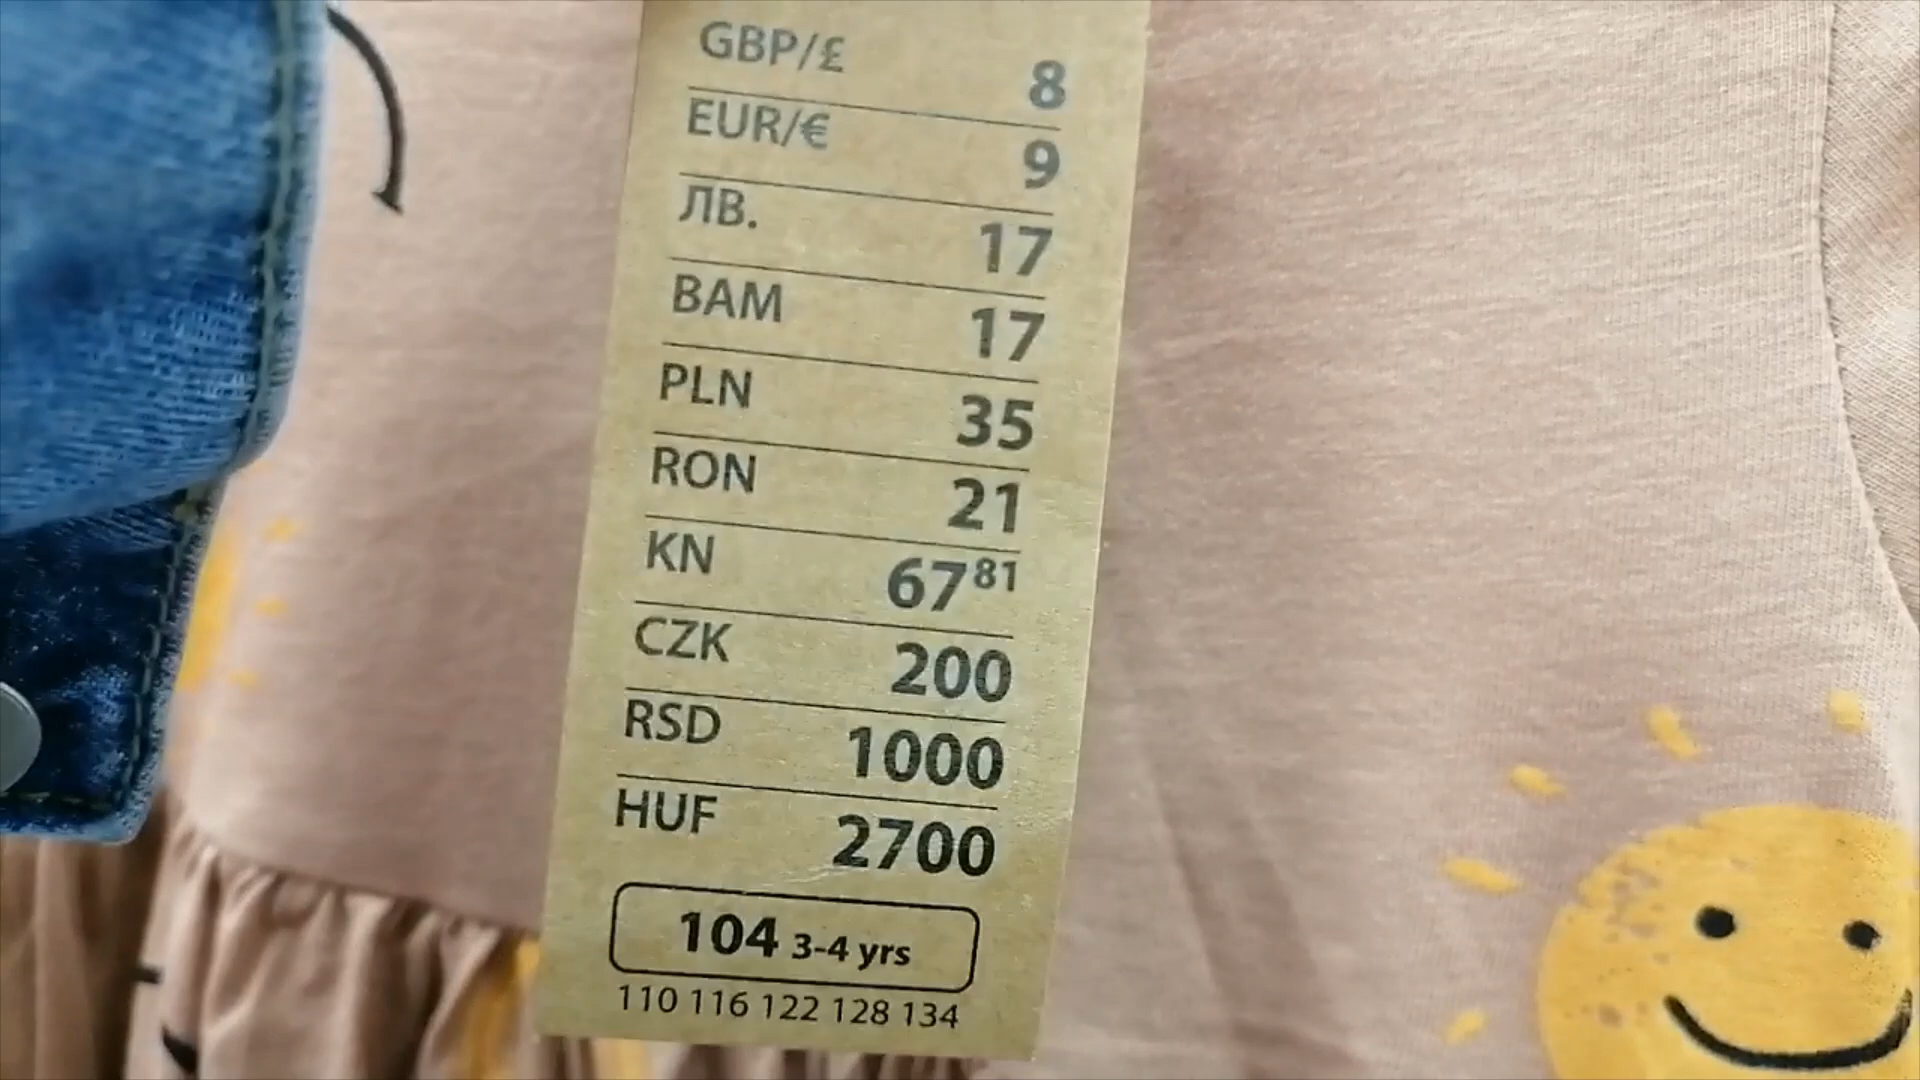 GBP/£ 8
EUR/€ 9
ЛВ. 17
BAM 17
PLN 35
RON 21
KN 67⁸¹
CZK 200
RSD 1000
HUF 2700
104 3-4 yrs
110 116 122 128 134